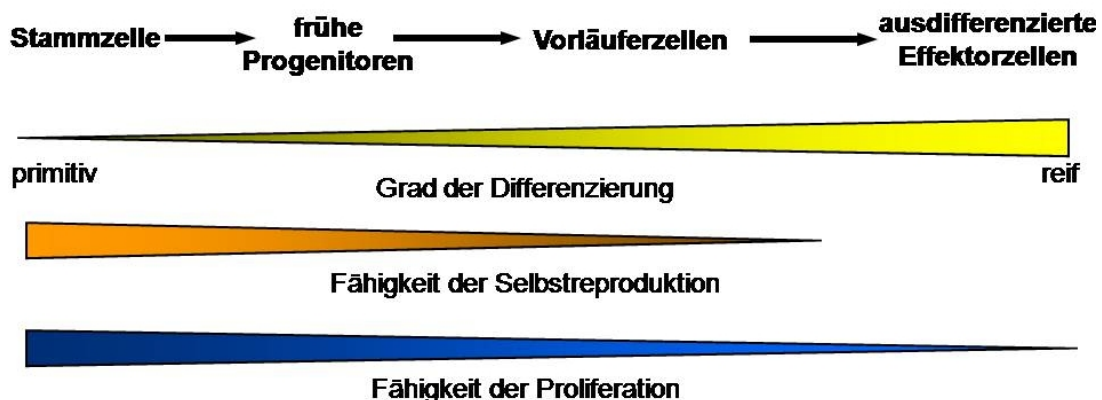 Stammzelle
frühe
Progenitoren
Vorläuferzellen
ausdifferenzierte
Effektorzellen
primitiv
reif
Grad der Differenzierung
Fähigkeit der Selbstreproduktion
Fähigkeit der Proliferation